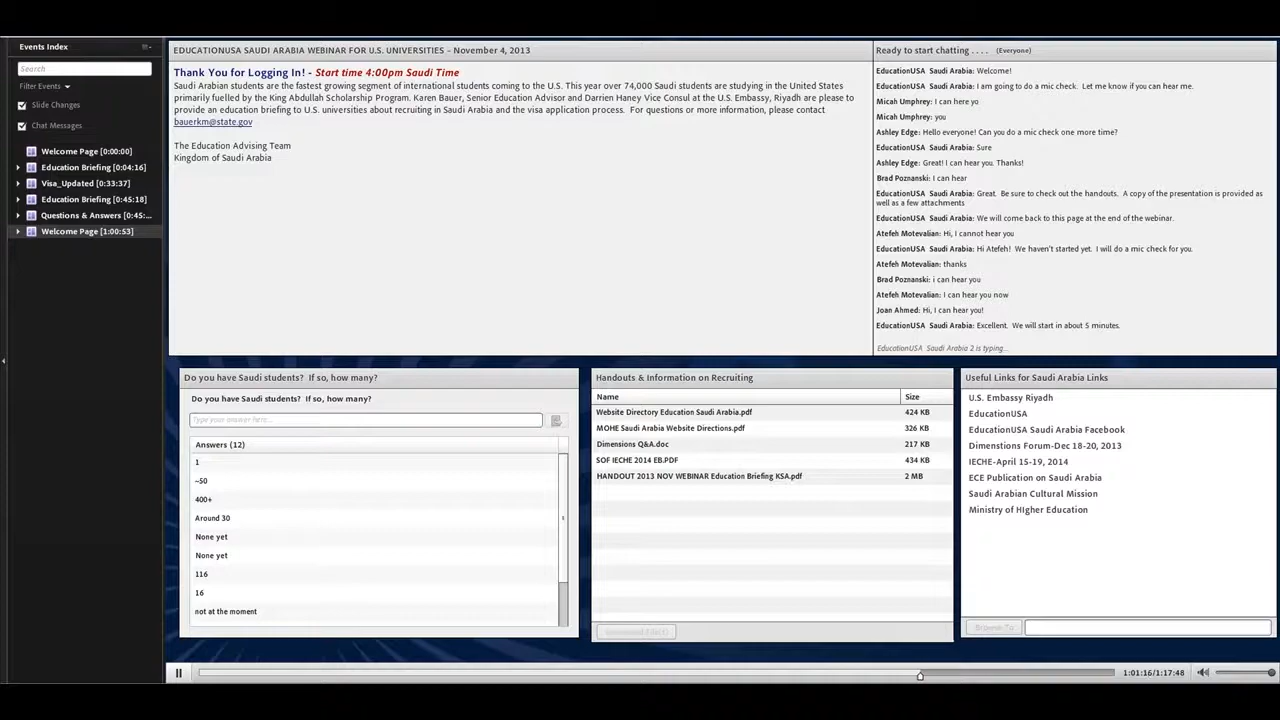 Events Index
Search
Filter Events
Slide Changes
Chat Messages
Welcome Page [0:00:00]
Education Briefing [0:04:16]
Visa_Updated [0:33:37]
Education Briefing [0:45:18]
Questions & Answers [0:45:...
Welcome Page [1:00:53]
EDUCATIONUSA SAUDI ARABIA WEBINAR FOR U.S. UNIVERSITIES – November 4, 2013
Thank You for Logging In! - Start time 4:00pm Saudi Time
Saudi Arabian students are the fastest growing segment of international students coming to the U.S. This year over 74,000 Saudi students are studying in the United States
primarily fuelled by the King Abdullah Scholarship Program. Karen Bauer, Senior Education Advisor and Darrien Haney Vice Consul at the U.S. Embassy, Riyadh are please to
provide an education briefing to U.S. universities about recruiting in Saudi Arabia and the visa application process. For questions or more information, please contact
bauerkm@state.gov
The Education Advising Team
Kingdom of Saudi Arabia
Ready to start chatting . . . . (Everyone)
EducationUSA Saudi Arabia: Welcome!
EducationUSA Saudi Arabia: I am going to do a mic check. Let me know if you can hear me.
Micah Umphrey: I can here yo
Micah Umphrey: you
Ashley Edge: Hello everyone! Can you do a mic check one more time?
EducationUSA Saudi Arabia: Sure
Ashley Edge: Great! I can hear you. Thanks!
Brad Poznanski: I can hear
EducationUSA Saudi Arabia: Great. Be sure to check out the handouts. A copy of the presentation is provided as
well as a few attachments
EducationUSA Saudi Arabia: We will come back to this page at the end of the webinar.
Atefeh Motevalian: Hi, I cannot hear you
EducationUSA Saudi Arabia: Hi Atefeh! We haven't started yet. I will do a mic check for you.
Atefeh Motevalian: thanks
Brad Poznanski: i can hear you
Atefeh Motevalian: I can hear you now
Joan Ahmed: Hi, I can hear you!
EducationUSA Saudi Arabia: Excellent. We will start in about 5 minutes.
EducationUSA Saudi Arabia 2 is typing...
Do you have Saudi students? If so, how many?
Do you have Saudi students? If so, how many?
Type your answer here...
Answers (12)
1
~50
400+
Around 30
None yet
None yet
116
16
not at the moment
Handouts & Information on Recruiting
Name Size
Website Directory Education Saudi Arabia.pdf 424 KB
MOHE Saudi Arabia Website Directions.pdf 326 KB
Dimensions Q&A.doc 217 KB
SOF IECHE 2014 EB.PDF 434 KB
HANDOUT 2013 NOV WEBINAR Education Briefing KSA.pdf 2 MB
Useful Links for Saudi Arabia Links
U.S. Embassy Riyadh
EducationUSA
EducationUSA Saudi Arabia Facebook
Dimenstions Forum-Dec 18-20, 2013
IECHE-April 15-19, 2014
ECE Publication on Saudi Arabia
Saudi Arabian Cultural Mission
Ministry of HIgher Education
Browse To
1:01:16/1:17:48